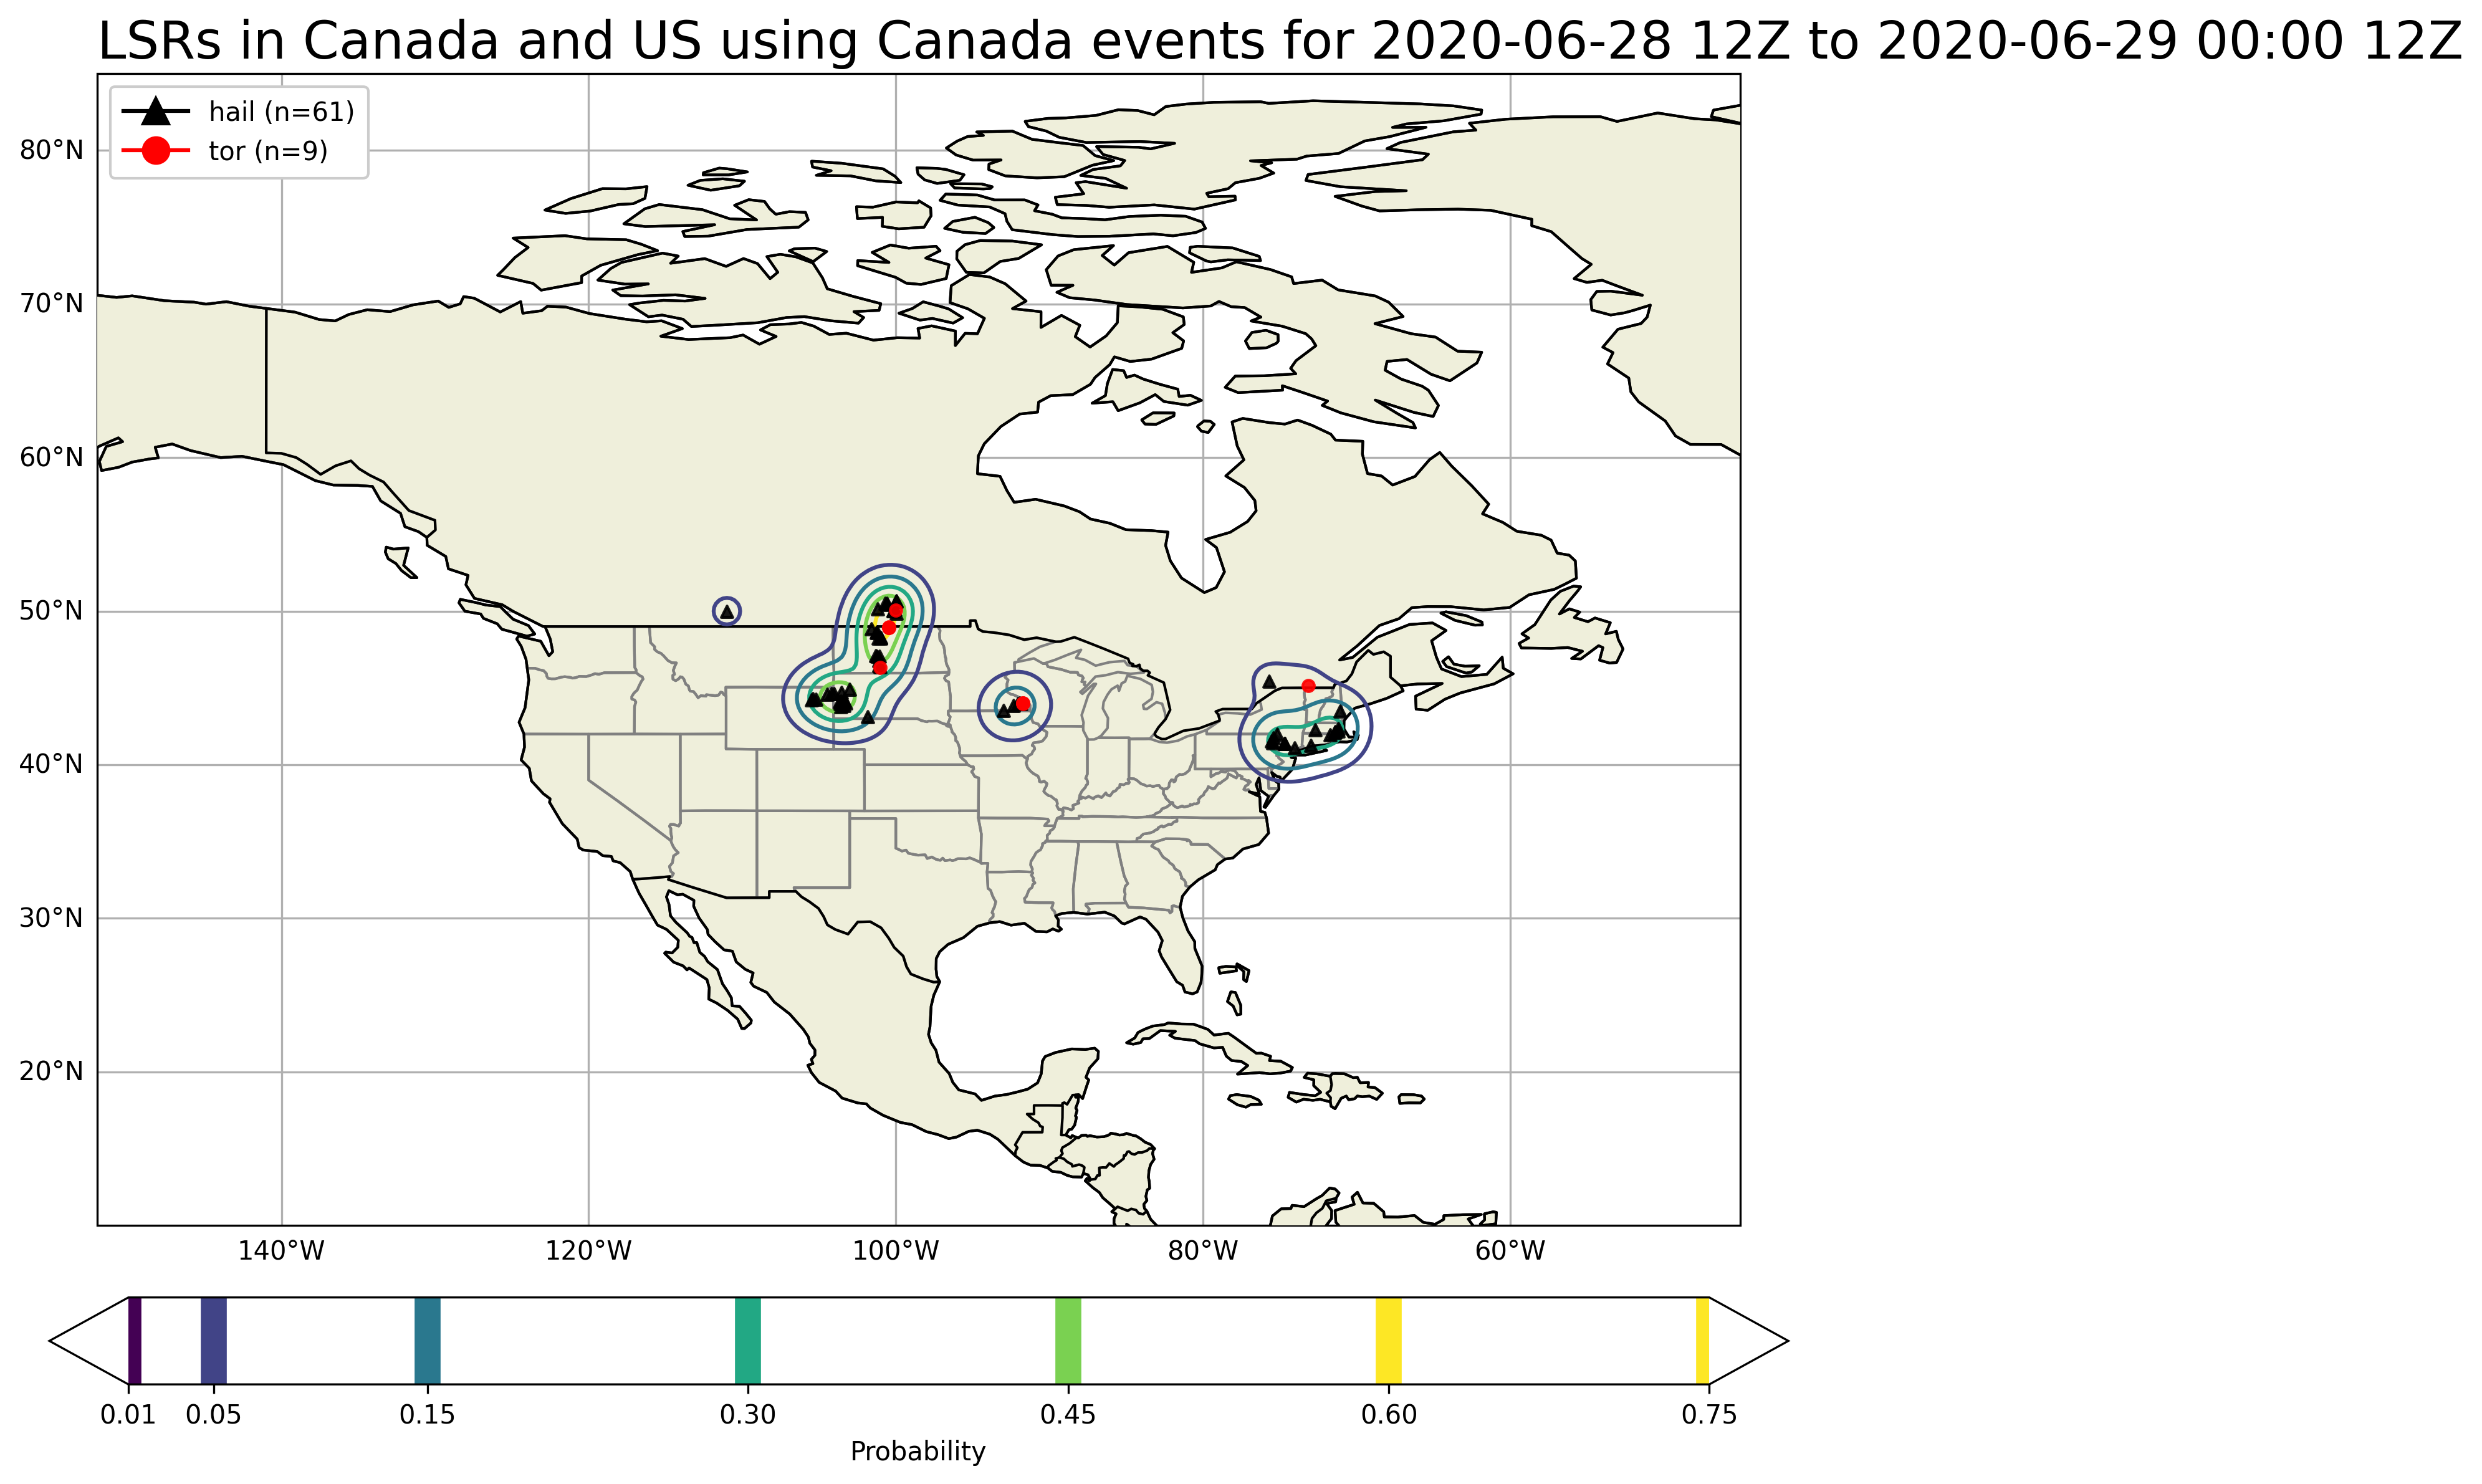 LSRs in Canada and US using Canada events for 2020-06-28 12Z to 2020-06-29 00:00 12Z
hail (n=61)
tor (n=9)
80°N
70°N
60°N
50°N
40°N
30°N
20°N
140°W 120°W 100°W 80°W 60°W
0.01 0.05 0.15 0.30 0.45 0.60 0.75
Probability